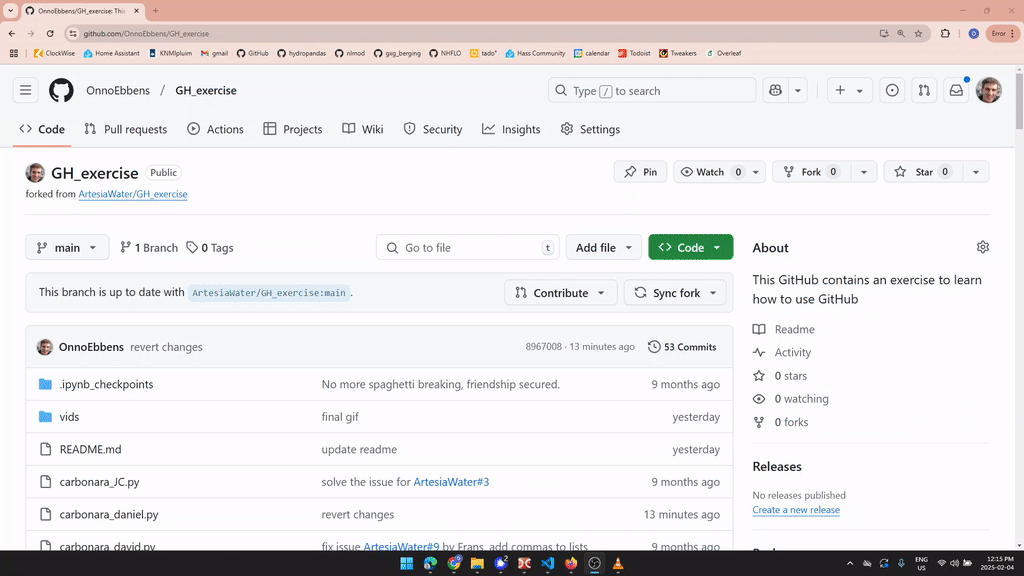 OnnoEbbens/GH_exercise: This
github.com/OnnoEbbens/GH_exercise
Error
ClockWise
Home Assistant
KNMIpluim
gmail
GitHub
hydropandas
nlmod
gxg_berging
NHFLO
tado°
Hass Community
calendar
Todoist
Tweakers
Overleaf
OnnoEbbens / GH_exercise
Type / to search
Code
Pull requests
Actions
Projects
Wiki
Security
Insights
Settings
GH_exercise Public
Pin
Watch 0
Fork 0
Star 0
forked from ArtesiaWater/GH_exercise
main
1 Branch
0 Tags
Go to file t
Add file
Code
This branch is up to date with ArtesiaWater/GH_exercise:main .
Contribute
Sync fork
OnnoEbbens revert changes 8967008 · 13 minutes ago 53 Commits
.ipynb_checkpoints No more spaghetti breaking, friendship secured. 9 months ago
vids final gif yesterday
README.md update readme yesterday
carbonara_JC.py solve the issue for ArtesiaWater#3 9 months ago
carbonara_daniel.py revert changes 13 minutes ago
carbonara_david.py fix issue ArtesiaWater#9 by Frans, add commas to lists 9 months ago
About
This GitHub contains an exercise to learn
how to use GitHub
Readme
Activity
0 stars
0 watching
0 forks
Releases
No releases published
Create a new release
ENG
US
12:15 PM
2025-02-04